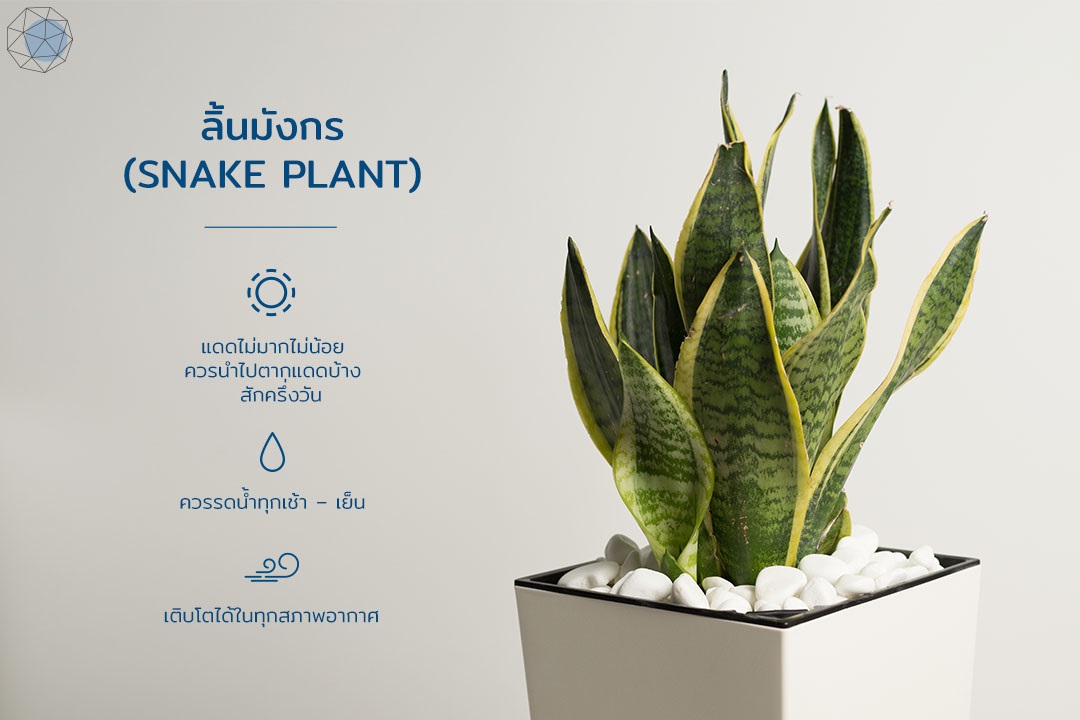 ลิ้นมังกร
(SNAKE PLANT)
แดดไม่มากไม่น้อย
ควรนำไปตากแดดบ้าง
สักครึ่งวัน
ควรรดน้ำทุกเช้า – เย็น
เติบโตได้ในทุกสภาพอากาศ